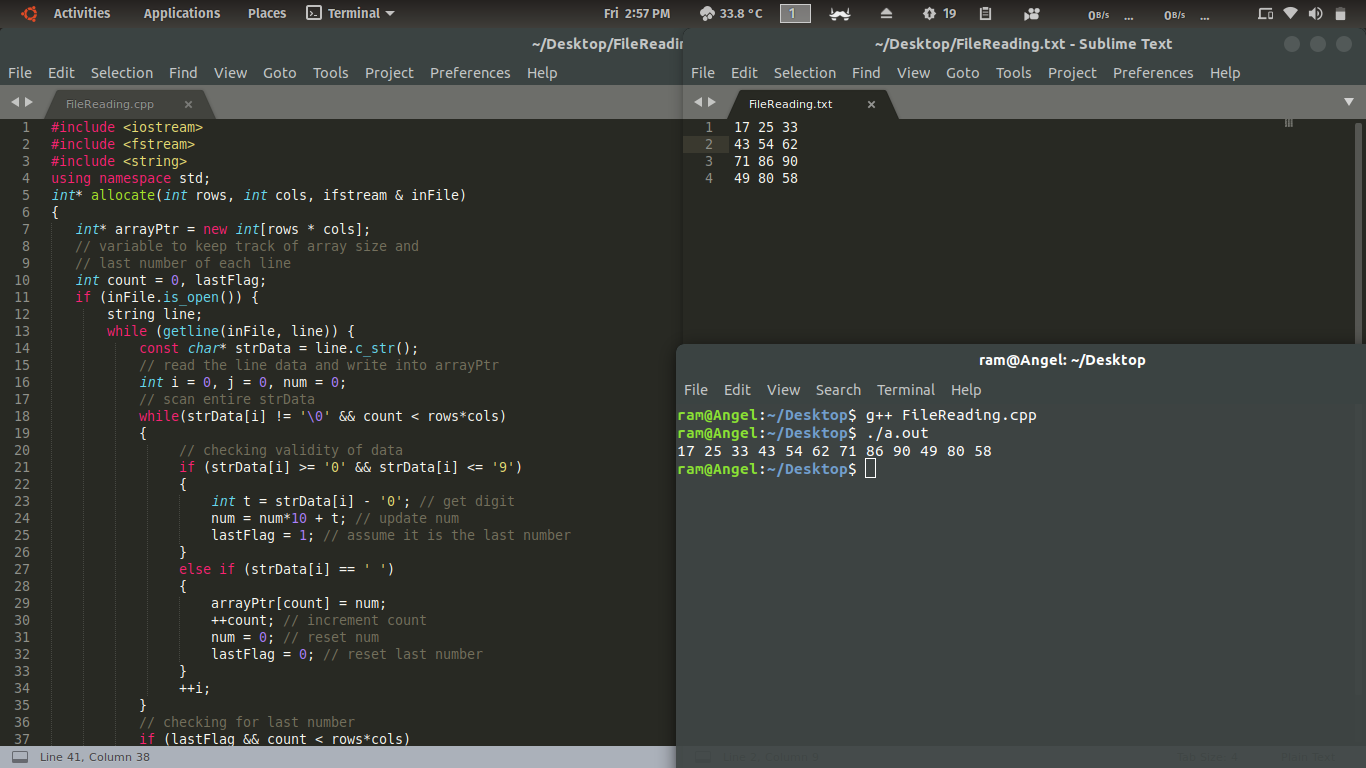 Activities Applications Places Terminal Fri 2:57 PM 33.8 °C 1 19 0B/s ... 0B/s ...
~/Desktop/FileReadin
File Edit Selection Find View Goto Tools Project Preferences Help
FileReading.cpp ×
1 #include <iostream>
2 #include <fstream>
3 #include <string>
4 using namespace std;
5 int* allocate(int rows, int cols, ifstream & inFile)
6 {
7 int* arrayPtr = new int[rows * cols];
8 // variable to keep track of array size and
9 // last number of each line
10 int count = 0, lastFlag;
11 if (inFile.is_open()) {
12 string line;
13 while (getline(inFile, line)) {
14 const char* strData = line.c_str();
15 // read the line data and write into arrayPtr
16 int i = 0, j = 0, num = 0;
17 // scan entire strData
18 while(strData[i] != '\0' && count < rows*cols)
19 {
20 // checking validity of data
21 if (strData[i] >= '0' && strData[i] <= '9')
22 {
23 int t = strData[i] - '0'; // get digit
24 num = num*10 + t; // update num
25 lastFlag = 1; // assume it is the last number
26 }
27 else if (strData[i] == ' ')
28 {
29 arrayPtr[count] = num;
30 ++count; // increment count
31 num = 0; // reset num
32 lastFlag = 0; // reset last number
33 }
34 ++i;
35 }
36 // checking for last number
37 if (lastFlag && count < rows*cols)
Line 41, Column 38
~/Desktop/FileReading.txt - Sublime Text
File Edit Selection Find View Goto Tools Project Preferences Help
FileReading.txt ×
1 17 25 33
2 43 54 62
3 71 86 90
4 49 80 58
ram@Angel: ~/Desktop
File Edit View Search Terminal Help
ram@Angel:~/Desktop$ g++ FileReading.cpp
ram@Angel:~/Desktop$ ./a.out
17 25 33 43 54 62 71 86 90 49 80 58
ram@Angel:~/Desktop$